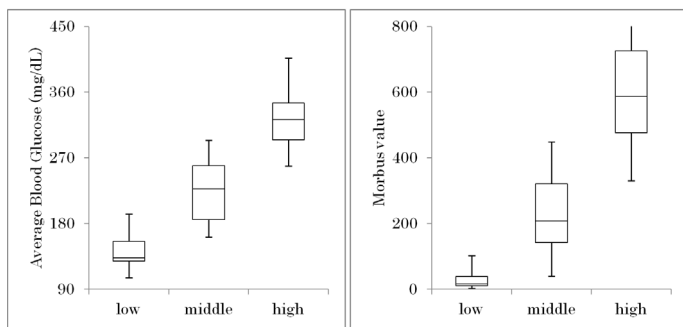 450
360
270
180
90
Average Blood Glucose (mg/dL)
low middle high
800
600
400
200
0
Morbus value
low middle high